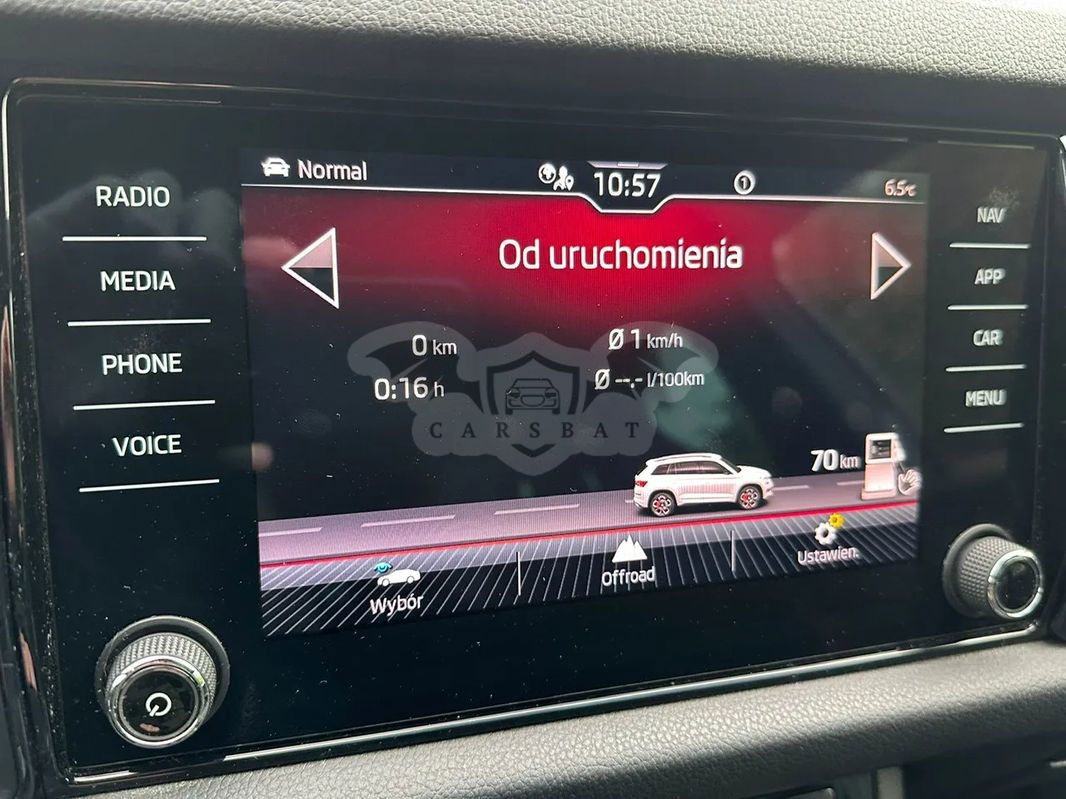 Normal
10:57
1
6.5°C
RADIO
MEDIA
PHONE
VOICE
NAV
APP
CAR
MENU
Od uruchomienia
0 km
Ø 1 km/h
0:16 h
Ø --.- l/100km
CARSBAT
70 km
Wybór
Offroad
Ustawien.